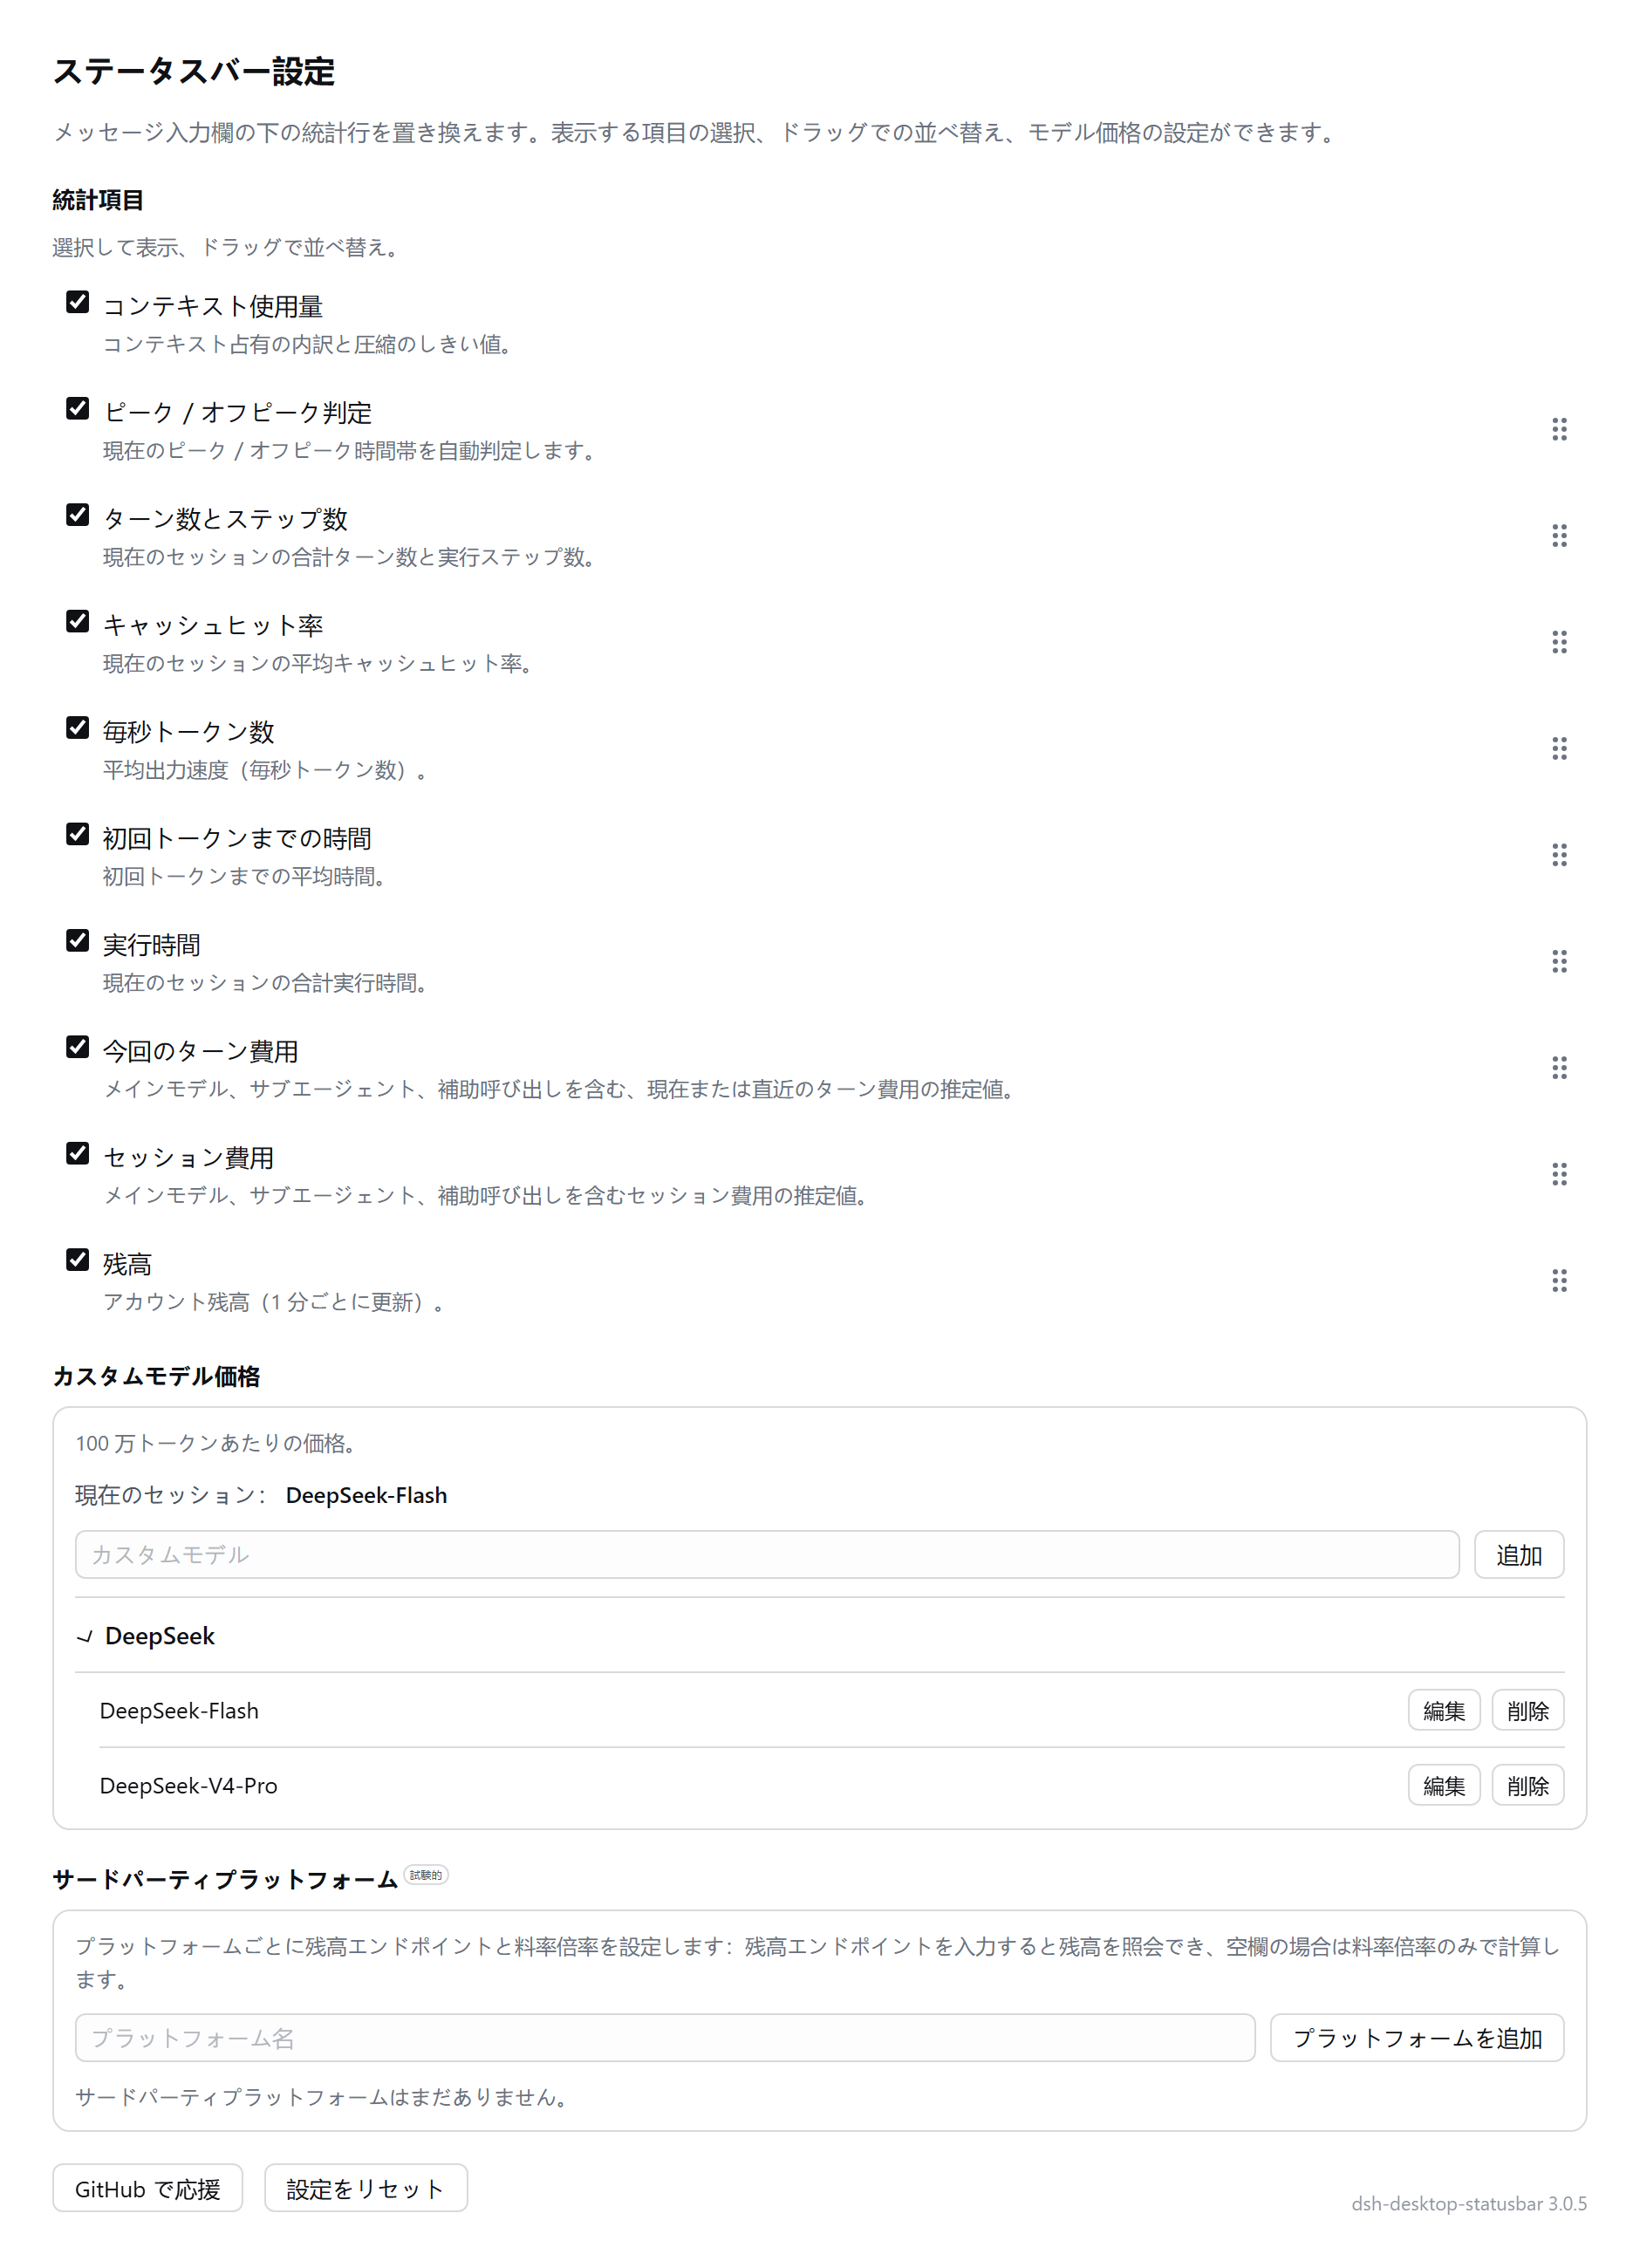 ステータスバー設定
メッセージ入力欄の下の統計行を置き換えます。表示する項目の選択、ドラッグでの並べ替え、モデル価格の設定ができます。
統計項目
選択して表示、ドラッグで並べ替え。
コンテキスト使用量
コンテキスト占有の内訳と圧縮のしきい値。
ピーク / オフピーク判定
現在のピーク / オフピーク時間帯を自動判定します。
ターン数とステップ数
現在のセッションの合計ターン数と実行ステップ数。
キャッシュヒット率
現在のセッションの平均キャッシュヒット率。
毎秒トークン数
平均出力速度（毎秒トークン数）。
初回トークンまでの時間
初回トークンまでの平均時間。
実行時間
現在のセッションの合計実行時間。
今回のターン費用
メインモデル、サブエージェント、補助呼び出しを含む、現在または直近のターン費用の推定値。
セッション費用
メインモデル、サブエージェント、補助呼び出しを含むセッション費用の推定値。
残高
アカウント残高（1 分ごとに更新）。
カスタムモデル価格
100 万トークンあたりの価格。
現在のセッション： DeepSeek-Flash
カスタムモデル 追加
DeepSeek
DeepSeek-Flash 編集 削除
DeepSeek-V4-Pro 編集 削除
サードパーティプラットフォーム 試験的
プラットフォームごとに残高エンドポイントと料率倍率を設定します：残高エンドポイントを入力すると残高を照会でき、空欄の場合は料率倍率のみで計算し
ます。
プラットフォーム名 プラットフォームを追加
サードパーティプラットフォームはまだありません。
GitHub で応援 設定をリセット
dsh-desktop-statusbar 3.0.5